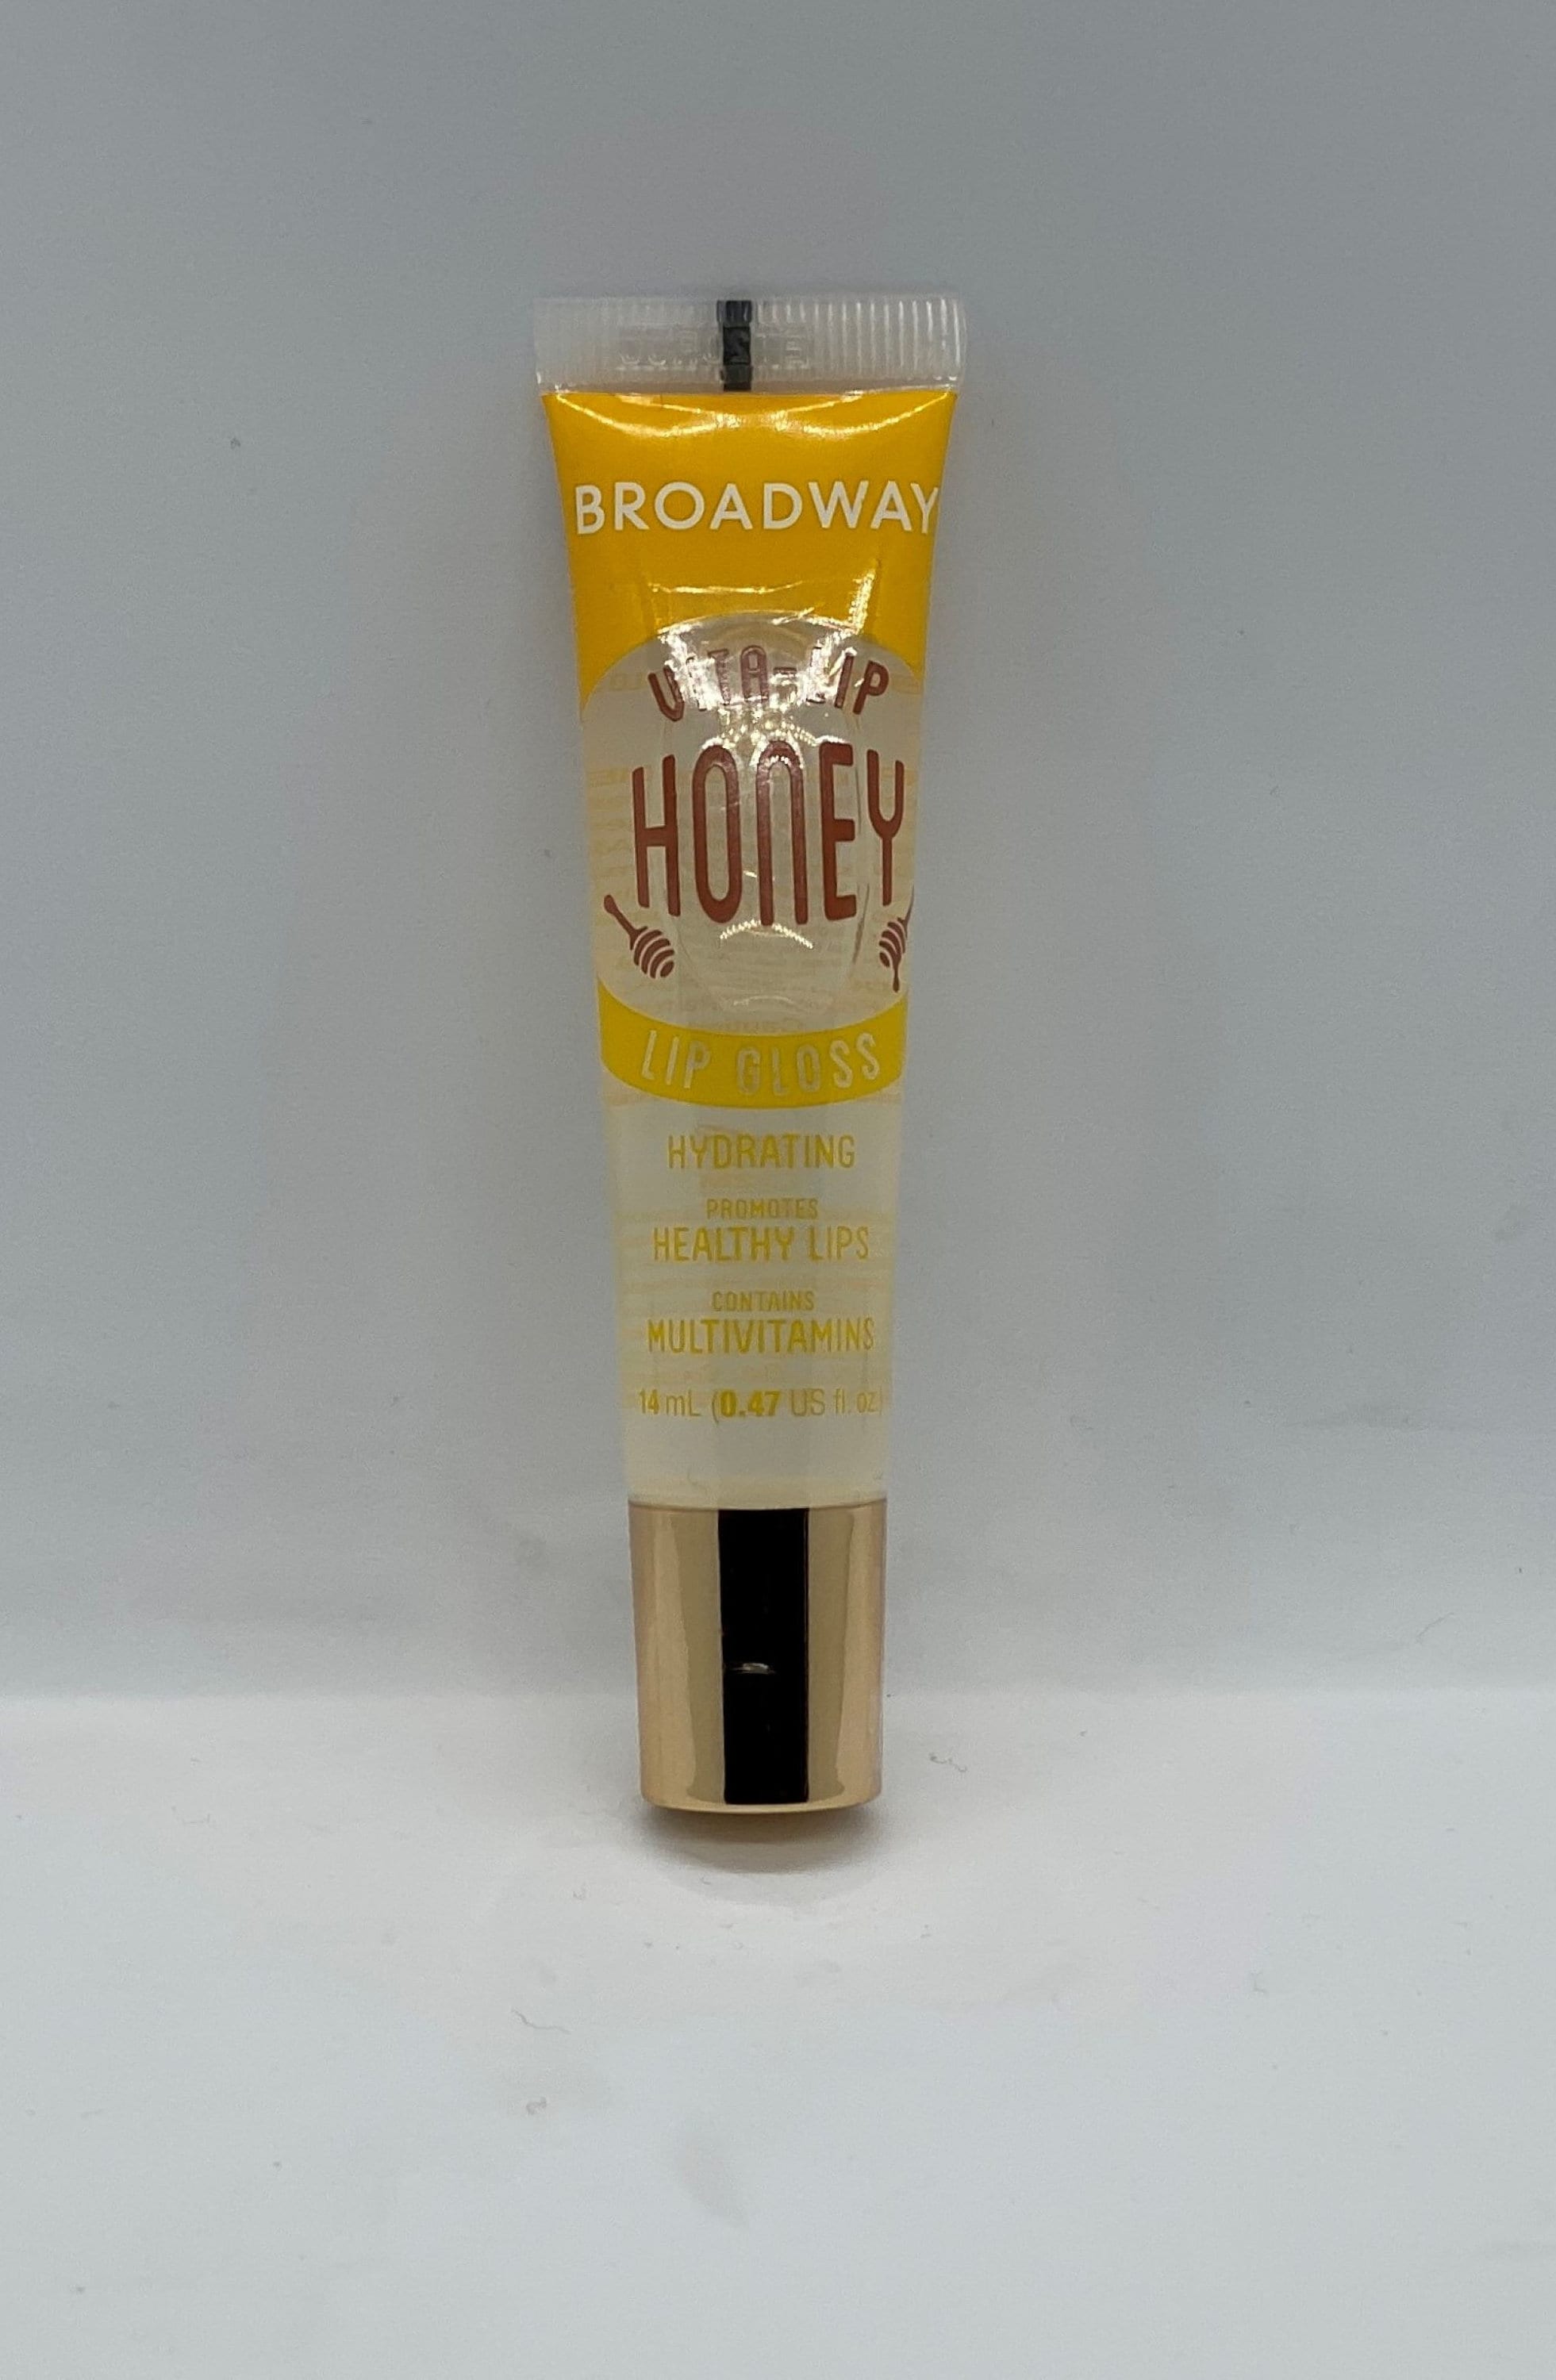 BROADWAY
VITA-LIP
HONEY
LIP GLOSS
HYDRATING
PROMOTES
HEALTHY LIPS
CONTAINS
MULTIVITAMINS
14 mL (0.47 US fl. oz.)